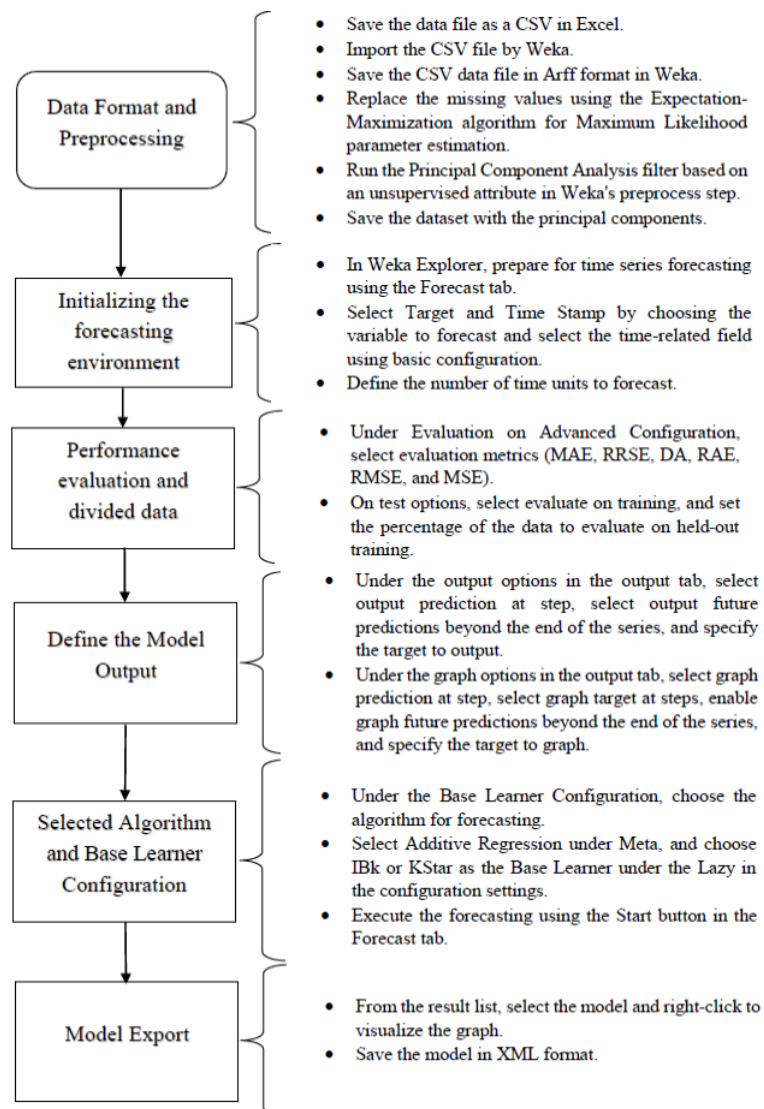 Data Format and
Preprocessing
• Save the data file as a CSV in Excel.
• Import the CSV file by Weka.
• Save the CSV data file in Arff format in Weka.
• Replace the missing values using the Expectation-
Maximization algorithm for Maximum Likelihood
parameter estimation.
• Run the Principal Component Analysis filter based on
an unsupervised attribute in Weka's preprocess step.
• Save the dataset with the principal components.
Initializing the
forecasting
environment
• In Weka Explorer, prepare for time series forecasting
using the Forecast tab.
• Select Target and Time Stamp by choosing the
variable to forecast and select the time-related field
using basic configuration.
• Define the number of time units to forecast.
Performance
evaluation and
divided data
• Under Evaluation on Advanced Configuration,
select evaluation metrics (MAE, RRSE, DA, RAE,
RMSE, and MSE).
• On test options, select evaluate on training, and set
the percentage of the data to evaluate on held-out
training.
Define the Model
Output
• Under the output options in the output tab, select
output prediction at step, select output future
predictions beyond the end of the series, and specify
the target to output.
• Under the graph options in the output tab, select graph
prediction at step, select graph target at steps, enable
graph future predictions beyond the end of the series,
and specify the target to graph.
Selected Algorithm
and Base Learner
Configuration
• Under the Base Learner Configuration, choose the
algorithm for forecasting.
• Select Additive Regression under Meta, and choose
IBk or KStar as the Base Learner under the Lazy in
the configuration settings.
• Execute the forecasting using the Start button in the
Forecast tab.
Model Export
• From the result list, select the model and right-click to
visualize the graph.
• Save the model in XML format.